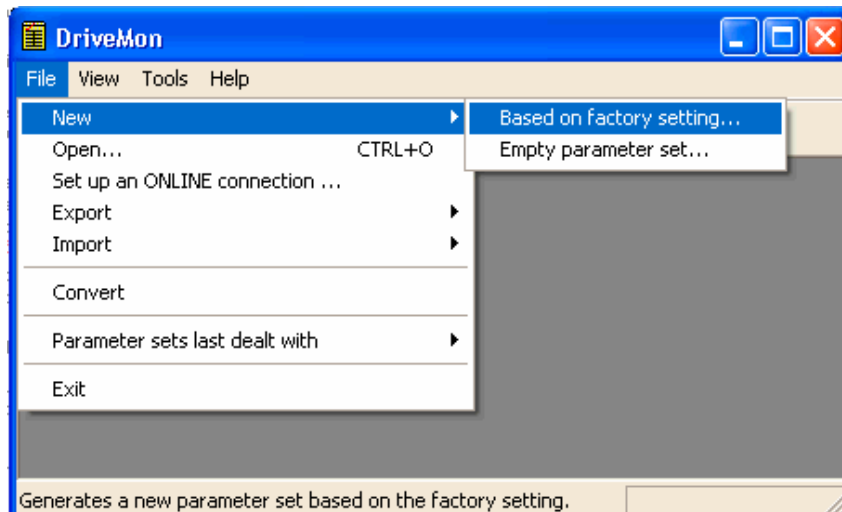 DriveMon
File View Tools Help
New
Based on factory setting...
Open... CTRL+O
Empty parameter set...
Set up an ONLINE connection ...
Export
Import
Convert
Parameter sets last dealt with
Exit
Generates a new parameter set based on the factory setting.